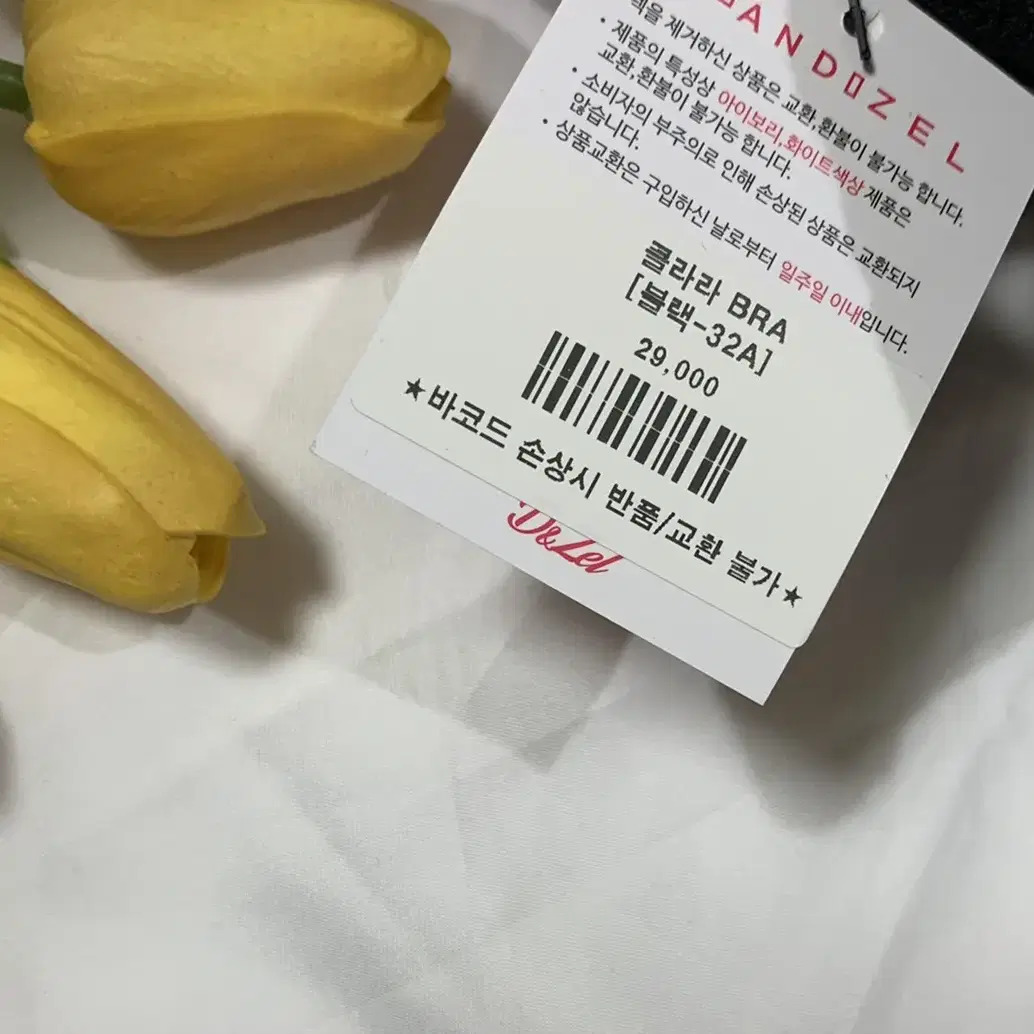 ANDIZEL
택을 제거하신 상품은 교환,환불이 불가능 합니다.
· 제품의 특성상 아이보리,화이트색상 제품은
교환,환불이 불가능 합니다.
· 소비자의 부주의로 인해 손상된 상품은 교환되지
않습니다.
· 상품교환은 구입하신 날로부터 일주일 이내입니다.
클라라 BRA
[블랙-32A]
29,000
★바코드 손상시 반품/교환 불가★
D&Zel